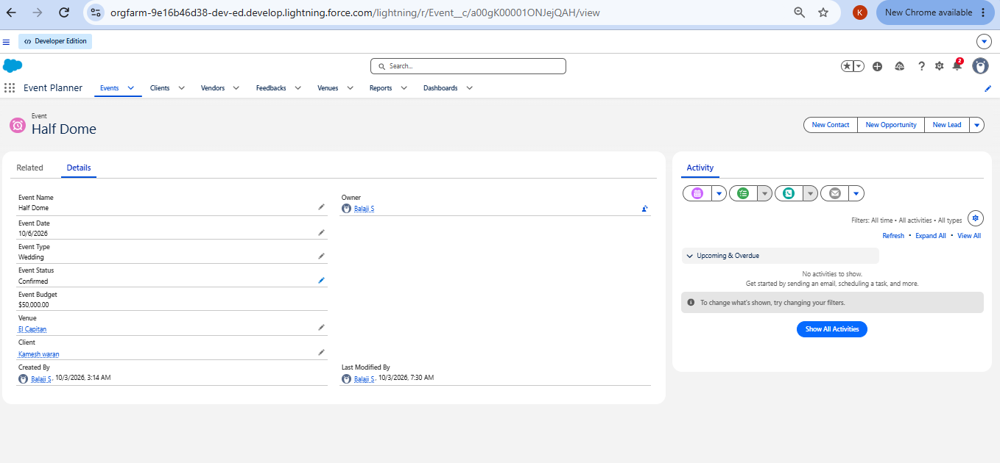 orgfarm-9e16b46d38-dev-ed.develop.lightning.force.com/lightning/r/Event__c/a00gK00001ONJejQAH/view
K
New Chrome available
Developer Edition
Search...
2
Event Planner
Events
Clients
Vendors
Feedbacks
Venues
Reports
Dashboards
Event
Half Dome
New Contact
New Opportunity
New Lead
Related
Details
Event Name
Half Dome
Owner
Balaji S
Event Date
10/6/2026
Event Type
Wedding
Event Status
Confirmed
Event Budget
$50,000.00
Venue
El Capitan
Client
Kamesh waran
Created By
Balaji S, 10/3/2026, 3:14 AM
Last Modified By
Balaji S, 10/3/2026, 7:30 AM
Activity
Filters: All time • All activities • All types
Refresh • Expand All • View All
Upcoming & Overdue
No activities to show.
Get started by sending an email, scheduling a task, and more.
To change what's shown, try changing your filters.
Show All Activities